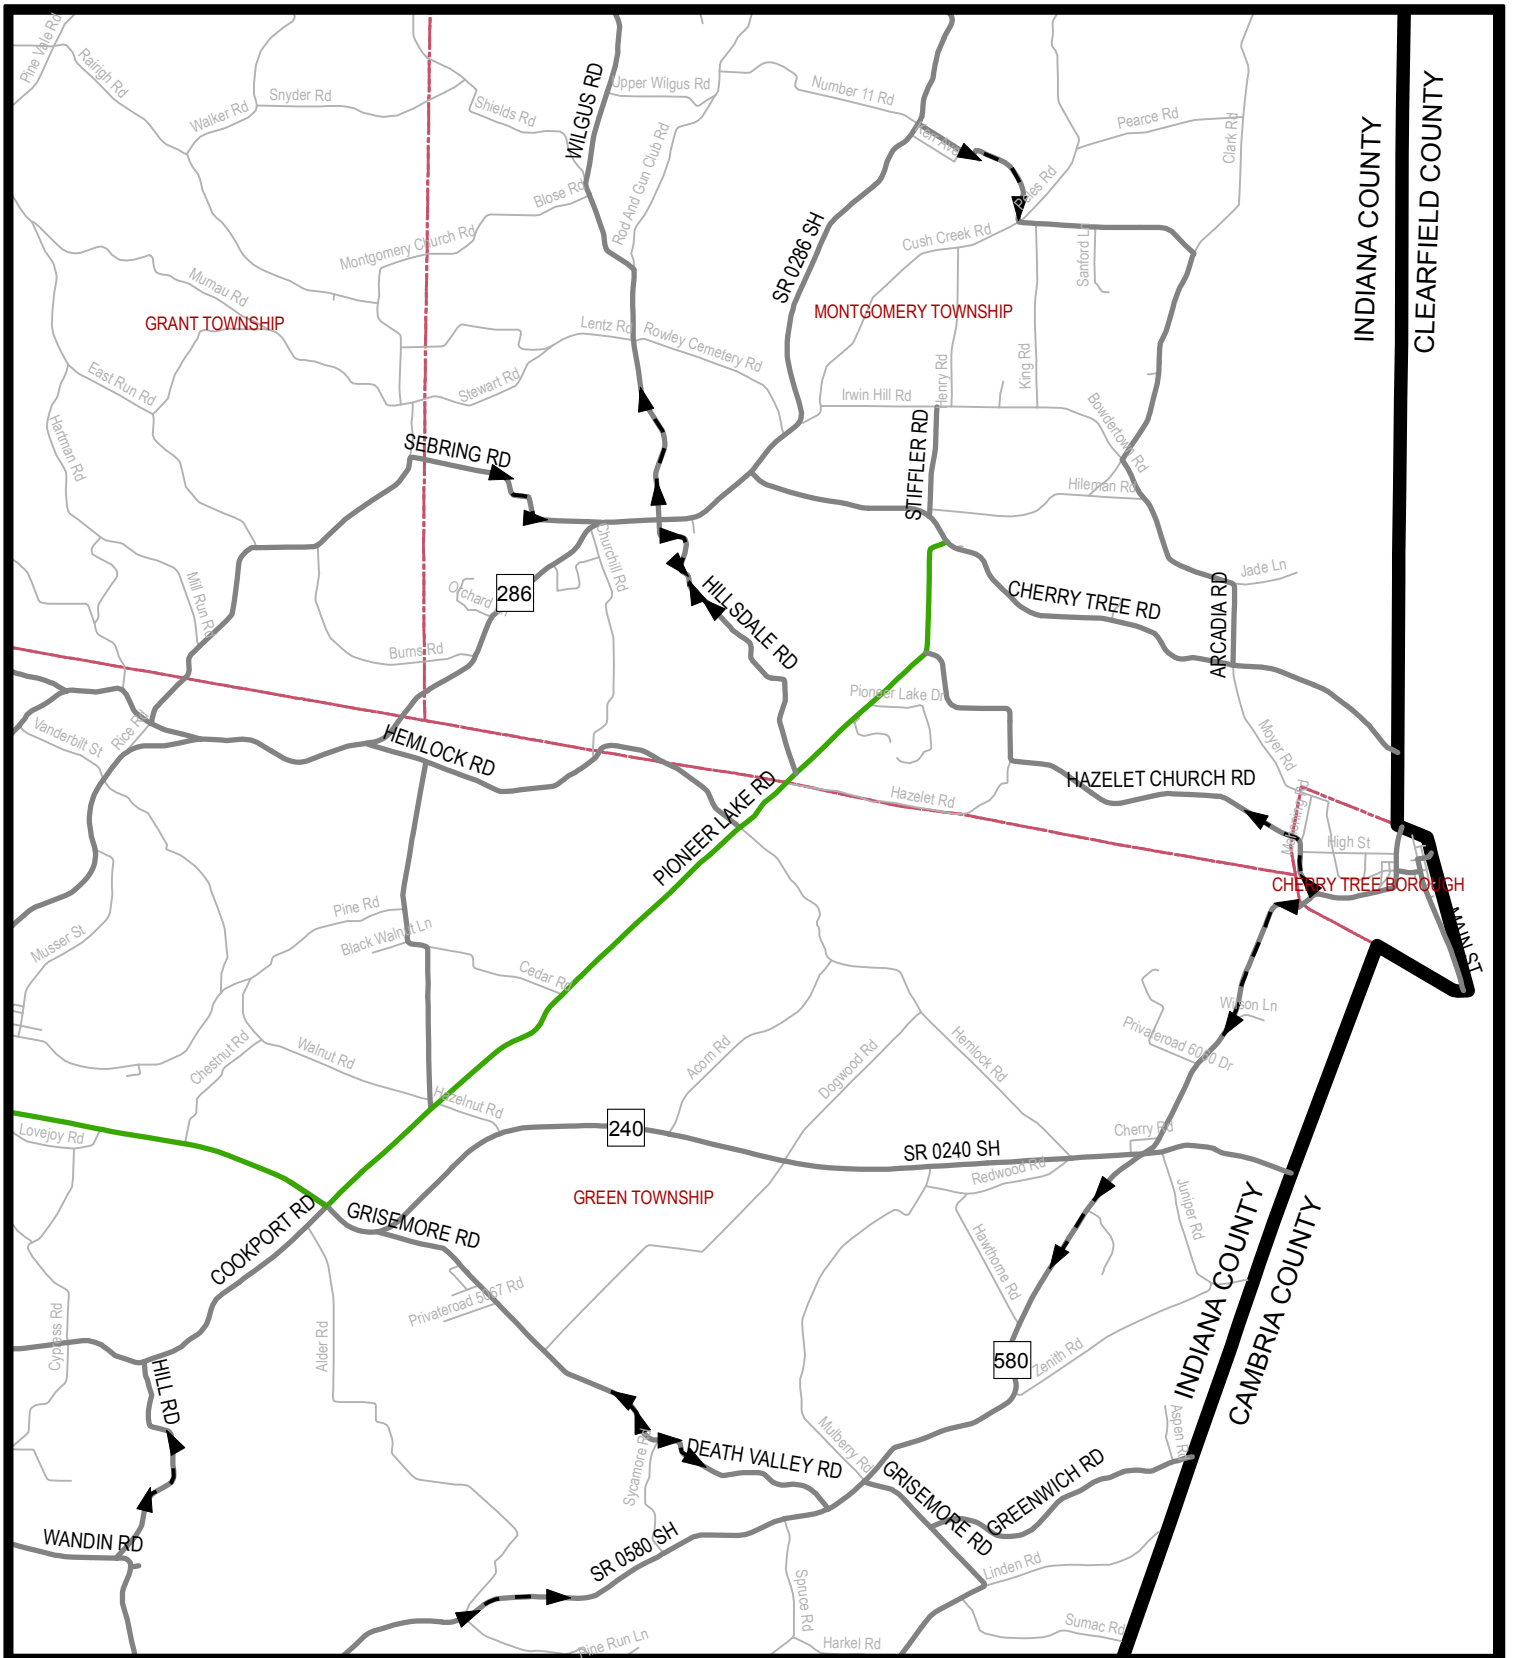 Pine Vale Rd
Rairigh Rd
Walker Rd
Snyder Rd
Shields Rd
WILGUS RD
Upper Wilgus Rd
Rod And Gun Club Rd
Number 11 Rd
Ken Ave
Peles Rd
Pearce Rd
Clark Rd
INDIANA COUNTY
CLEARFIELD COUNTY
Blose Rd
Montgomery Church Rd
Mumau Rd
GRANT TOWNSHIP
SR 0286 SH
Cush Creek Rd
Sanford Ln
MONTGOMERY TOWNSHIP
Lentz Rd
Rowley Cemetery Rd
East Run Rd
Stewart Rd
Henry Rd
King Rd
Irwin Hill Rd
Bowdertown Rd
Hartman Rd
SEBRING RD
STIFFLER RD
Hileman Rd
Churchill Rd
Mill Run Rd
286
HILLSDALE RD
CHERRY TREE RD
ARCADIA RD
Jade Ln
Burns Rd
Pioneer Lake Dr
Rice Rd
Vanderbilt St
HEMLOCK RD
Moyer Rd
PIONEER LAKE RD
Hazelet Rd
HAZELET CHURCH RD
High St
CHERRY TREE BOROUGH
MAIN ST
Pine Rd
Black Walnut Ln
Musser St
Cedar Rd
Wilson Ln
Privateroad 6060 Dr
Chestnut Rd
Walnut Rd
Acorn Rd
Dogwood Rd
Hemlock Rd
Hazelnut Rd
Lovejoy Rd
240
SR 0240 SH
Cherry Rd
Redwood Rd
Juniper Rd
GREEN TOWNSHIP
COOKPORT RD
GRISEMORE RD
Hawthorne Rd
INDIANA COUNTY
CAMBRIA COUNTY
Privateroad 5067 Rd
Cypress Rd
Alder Rd
580
Zenith Rd
HILL RD
Aspen Rd
Mulberry Rd
Sycamore Rd
DEATH VALLEY RD
GRISEMORE RD
GREENWICH RD
WANDIN RD
SR 0580 SH
Linden Rd
Spruce Rd
Sumac Rd
Pine Run Ln
Harkel Rd